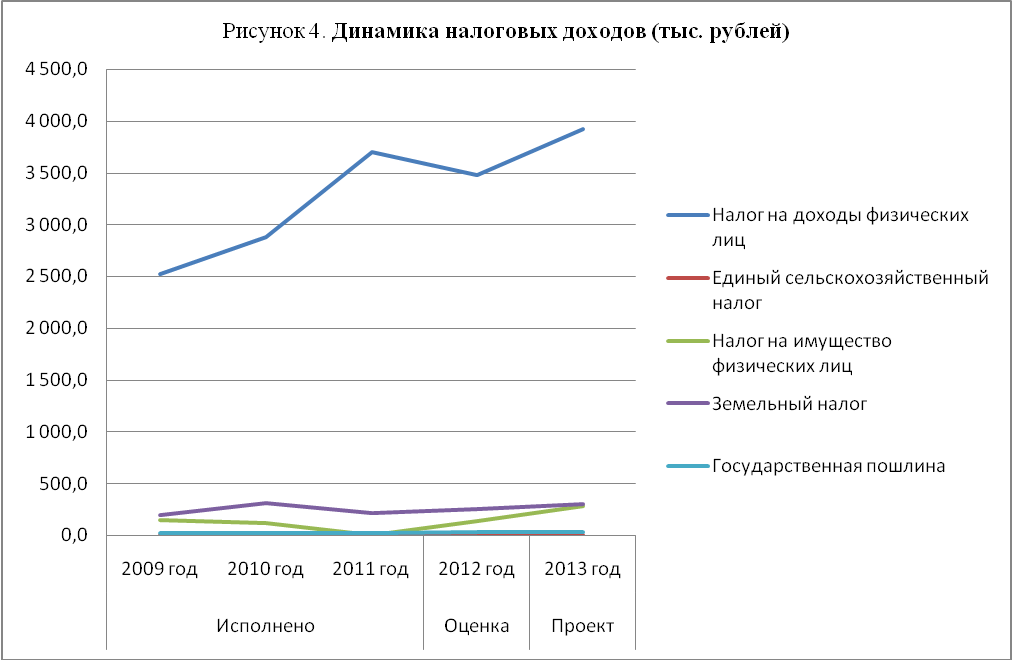 Рисунок 4. Динамика налоговых доходов (тыс. рублей)
4 500,0
4 000,0
3 500,0
3 000,0
2 500,0
2 000,0
1 500,0
1 000,0
500,0
0,0
2009 год 2010 год 2011 год 2012 год 2013 год
Исполнено Оценка Проект
Налог на доходы физических
лиц
Единый сельскохозяйственный
налог
Налог на имущество
физических лиц
Земельный налог
Государственная пошлина